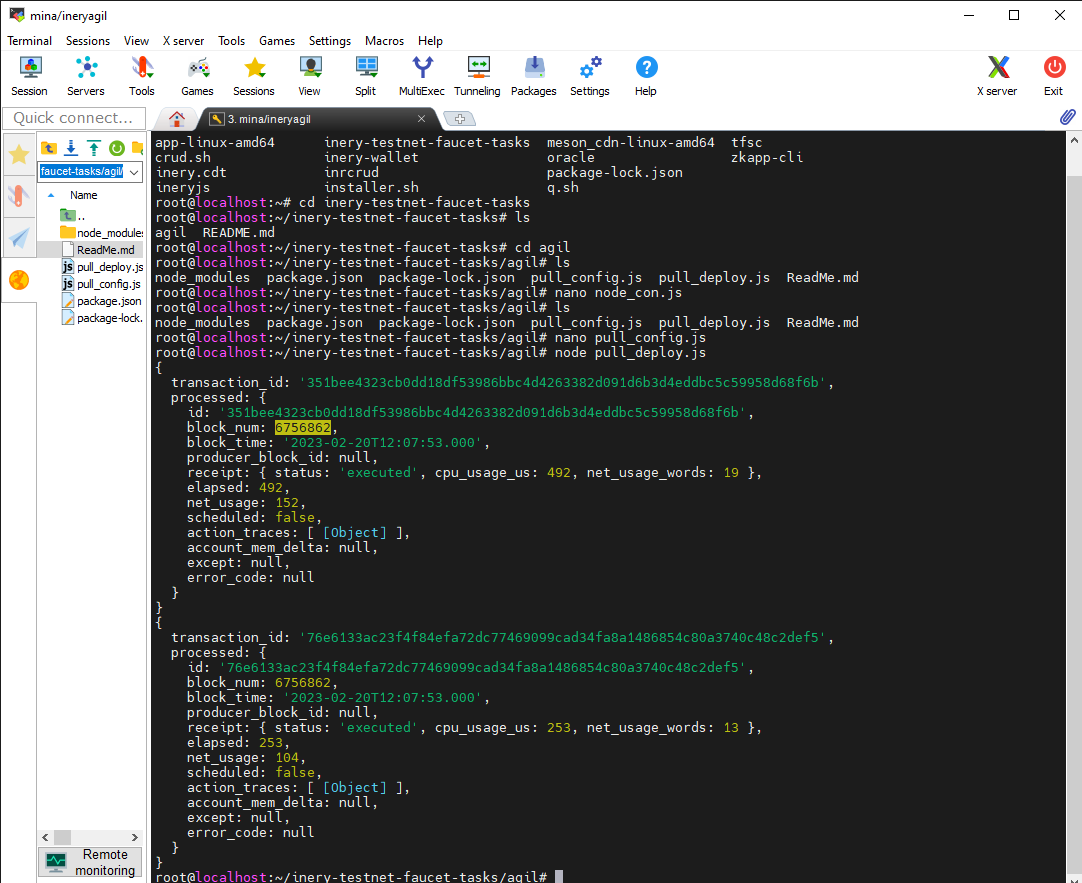 mina/ineryagil
Terminal Sessions View X server Tools Games Settings Macros Help
Session Servers Tools Games Sessions View Split MultiExec Tunneling Packages Settings Help X server Exit
Quick connect...
3. mina/ineryagil
faucet-tasks/agil/
Name
..
node_modules
ReadMe.md
pull_deploy.js
pull_config.js
package.json
package-lock.
Remote
monitoring
app-linux-amd64 inery-testnet-faucet-tasks meson_cdn-linux-amd64 tfsc
crud.sh inery-wallet oracle zkapp-cli
inery.cdt inrcrud package-lock.json
ineryjs installer.sh q.sh
root@localhost:~# cd inery-testnet-faucet-tasks
root@localhost:~/inery-testnet-faucet-tasks# ls
agil README.md
root@localhost:~/inery-testnet-faucet-tasks# cd agil
root@localhost:~/inery-testnet-faucet-tasks/agil# ls
node_modules package.json package-lock.json pull_config.js pull_deploy.js ReadMe.md
root@localhost:~/inery-testnet-faucet-tasks/agil# nano node_con.js
root@localhost:~/inery-testnet-faucet-tasks/agil# ls
node_modules package.json package-lock.json pull_config.js pull_deploy.js ReadMe.md
root@localhost:~/inery-testnet-faucet-tasks/agil# nano pull_config.js
root@localhost:~/inery-testnet-faucet-tasks/agil# node pull_deploy.js
{
transaction_id: '351bee4323cb0dd18df53986bbc4d4263382d091d6b3d4eddbc5c59958d68f6b',
processed: {
id: '351bee4323cb0dd18df53986bbc4d4263382d091d6b3d4eddbc5c59958d68f6b',
block_num: 6756862,
block_time: '2023-02-20T12:07:53.000',
producer_block_id: null,
receipt: { status: 'executed', cpu_usage_us: 492, net_usage_words: 19 },
elapsed: 492,
net_usage: 152,
scheduled: false,
action_traces: [ [Object] ],
account_mem_delta: null,
except: null,
error_code: null
}
}
{
transaction_id: '76e6133ac23f4f84efa72dc77469099cad34fa8a1486854c80a3740c48c2def5',
processed: {
id: '76e6133ac23f4f84efa72dc77469099cad34fa8a1486854c80a3740c48c2def5',
block_num: 6756862,
block_time: '2023-02-20T12:07:53.000',
producer_block_id: null,
receipt: { status: 'executed', cpu_usage_us: 253, net_usage_words: 13 },
elapsed: 253,
net_usage: 104,
scheduled: false,
action_traces: [ [Object] ],
account_mem_delta: null,
except: null,
error_code: null
}
}
root@localhost:~/inery-testnet-faucet-tasks/agil#